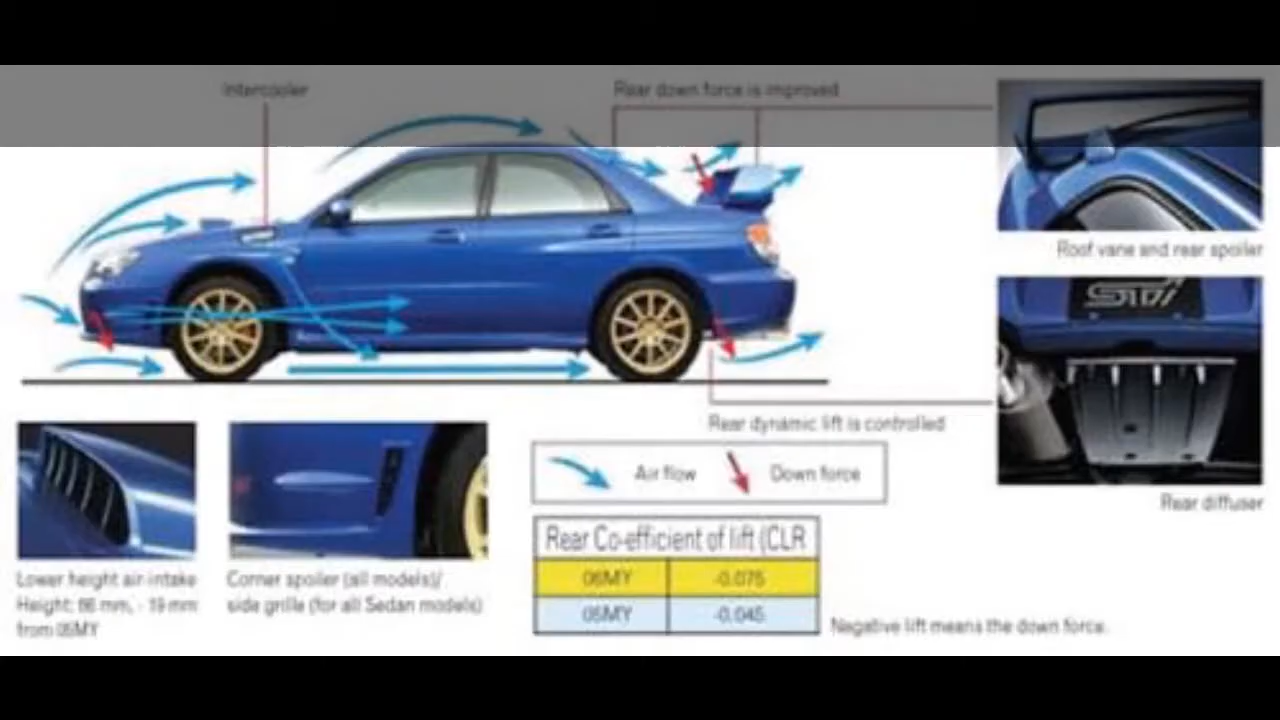 Intercooler
Rear down force is improved
Roof vane and rear spoiler
STi
Rear dynamic lift is controlled
Air flow
Down force
Rear diffuser
Rear Co-efficient of lift (CLR
06MY -0.075
05MY -0.045
Negative lift means the down force.
Lower height air intake
Height: 66 mm, - 19 mm
from 05MY
Corner spoiler (all models)/
side grille (for all Sedan models)